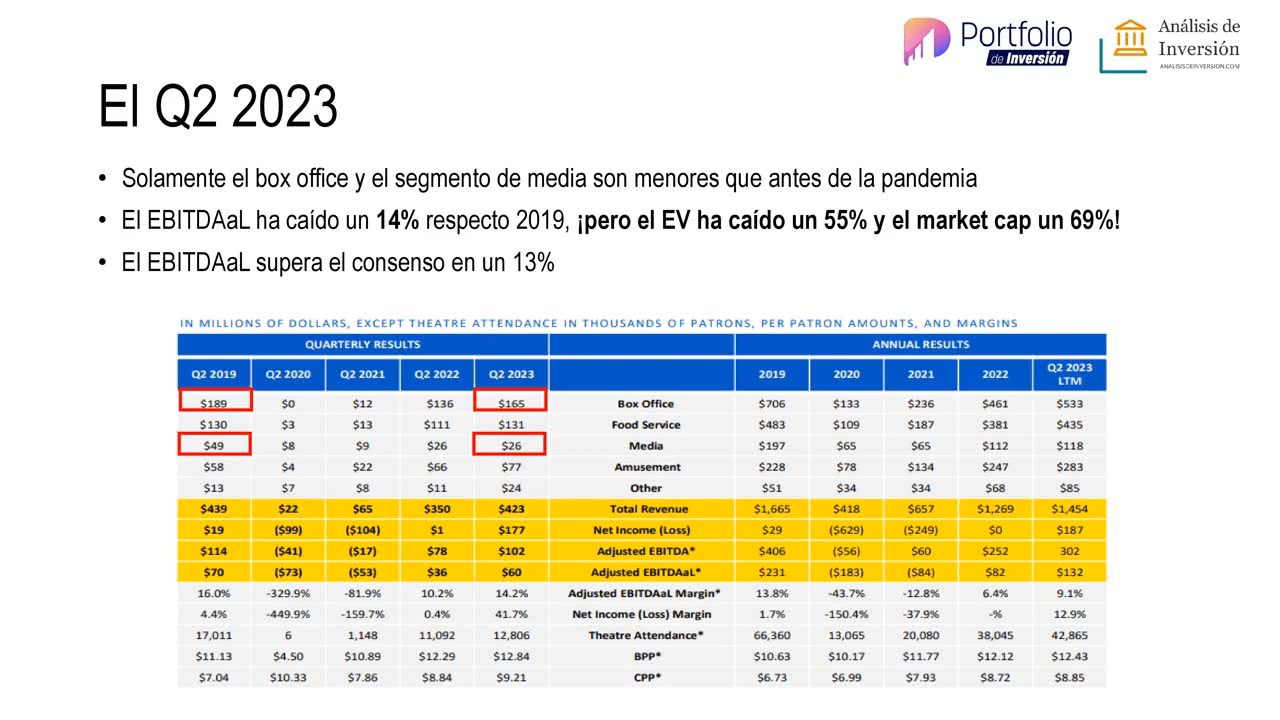 Portfolio
de Inversión
Análisis de
Inversión
ANALISISDEINVERSION.COM
El Q2 2023
• Solamente el box office y el segmento de media son menores que antes de la pandemia
• El EBITDAaL ha caído un 14% respecto 2019, ¡pero el EV ha caído un 55% y el market cap un 69%!
• El EBITDAaL supera el consenso en un 13%
IN MILLIONS OF DOLLARS, EXCEPT THEATRE ATTENDANCE IN THOUSANDS OF PATRONS, PER PATRON AMOUNTS, AND MARGINS
QUARTERLY RESULTS ANNUAL RESULTS
Q2 2019 Q2 2020 Q2 2021 Q2 2022 Q2 2023 2019 2020 2021 2022 Q2 2023 LTM
$189 $0 $12 $136 $165 Box Office $706 $133 $236 $461 $533
$130 $3 $13 $111 $131 Food Service $483 $109 $187 $381 $435
$49 $8 $9 $26 $26 Media $197 $65 $65 $112 $118
$58 $4 $22 $66 $77 Amusement $228 $78 $134 $247 $283
$13 $7 $8 $11 $24 Other $51 $34 $34 $68 $85
$439 $22 $65 $350 $423 Total Revenue $1,665 $418 $657 $1,269 $1,454
$19 ($99) ($104) $1 $177 Net Income (Loss) $29 ($629) ($249) $0 $187
$114 ($41) ($17) $78 $102 Adjusted EBITDA* $406 ($56) $60 $252 302
$70 ($73) ($53) $36 $60 Adjusted EBITDAaL* $231 ($183) ($84) $82 $132
16.0% -329.9% -81.9% 10.2% 14.2% Adjusted EBITDAaL Margin* 13.8% -43.7% -12.8% 6.4% 9.1%
4.4% -449.9% -159.7% 0.4% 41.7% Net Income (Loss) Margin 1.7% -150.4% -37.9% -% 12.9%
17,011 6 1,148 11,092 12,806 Theatre Attendance* 66,360 13,065 20,080 38,045 42,865
$11.13 $4.50 $10.89 $12.29 $12.84 BPP* $10.63 $10.17 $11.77 $12.12 $12.43
$7.04 $10.33 $7.86 $8.84 $9.21 CPP* $6.73 $6.99 $7.93 $8.72 $8.85